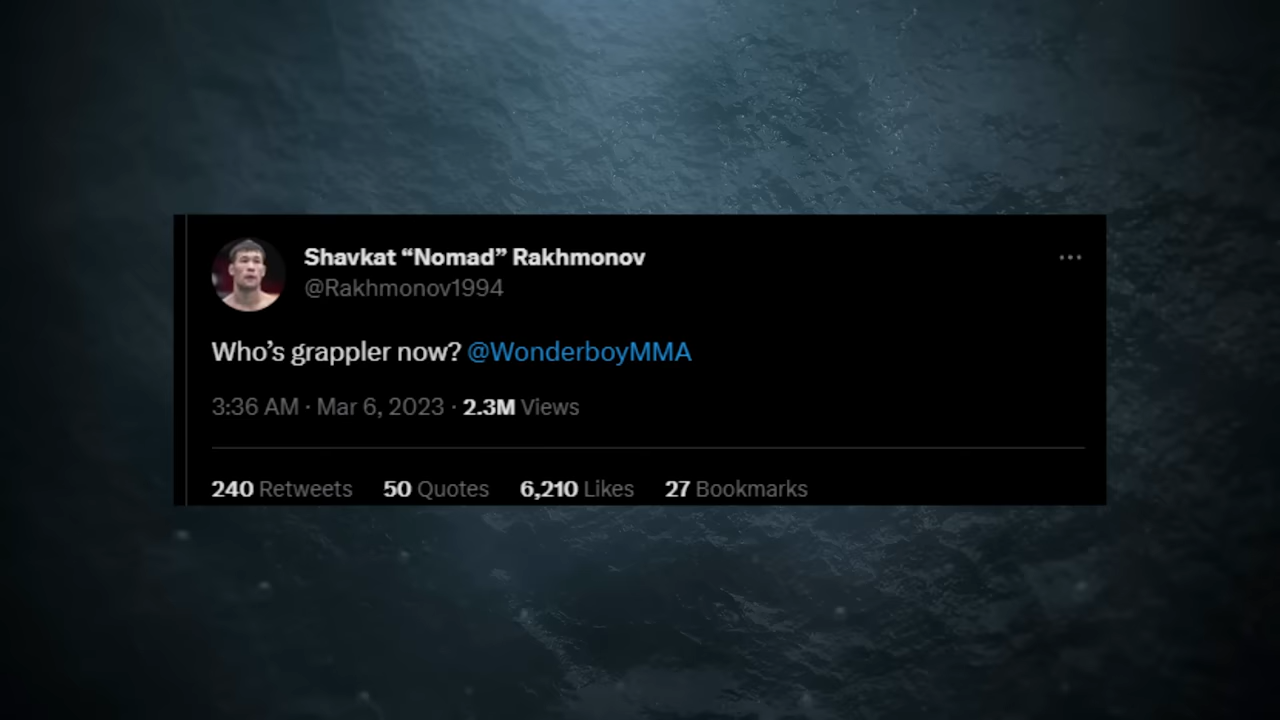 Shavkat “Nomad” Rakhmonov
@Rakhmonov1994
Who’s grappler now? @WonderboyMMA
3:36 AM · Mar 6, 2023 · 2.3M Views
240 Retweets 50 Quotes 6,210 Likes 27 Bookmarks